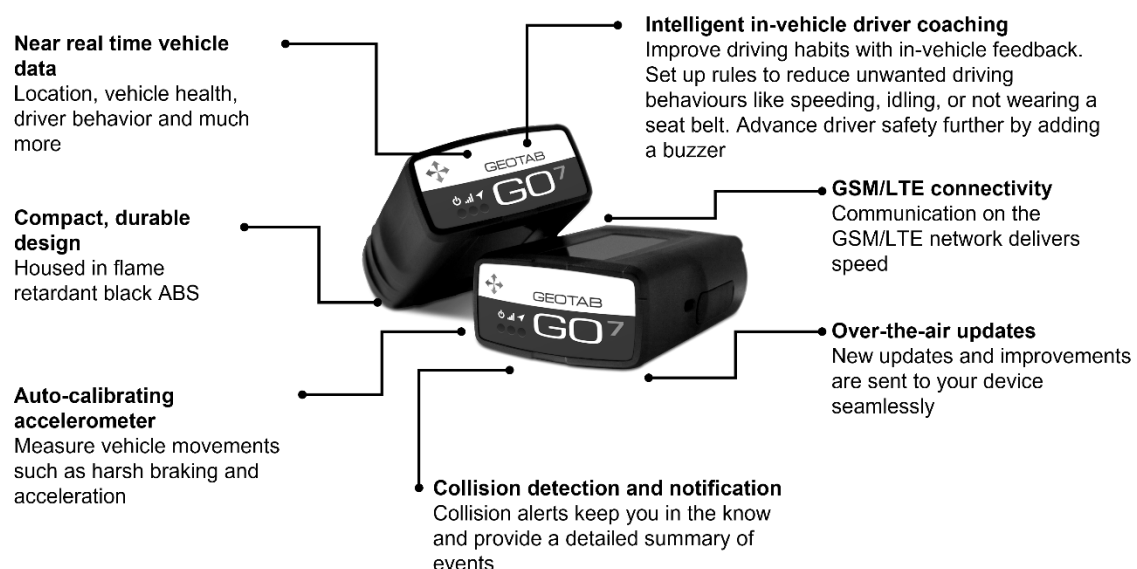 Near real time vehicle
data
Location, vehicle health,
driver behavior and much
more
Intelligent in-vehicle driver coaching
Improve driving habits with in-vehicle feedback.
Set up rules to reduce unwanted driving
behaviours like speeding, idling, or not wearing a
seat belt. Advance driver safety further by adding
a buzzer
GEOTAB
GO7
Compact, durable
design
Housed in flame
retardant black ABS
GSM/LTE connectivity
Communication on the
GSM/LTE network delivers
speed
GEOTAB
GO7
Over-the-air updates
New updates and improvements
are sent to your device
seamlessly
Auto-calibrating
accelerometer
Measure vehicle movements
such as harsh braking and
acceleration
Collision detection and notification
Collision alerts keep you in the know
and provide a detailed summary of
events